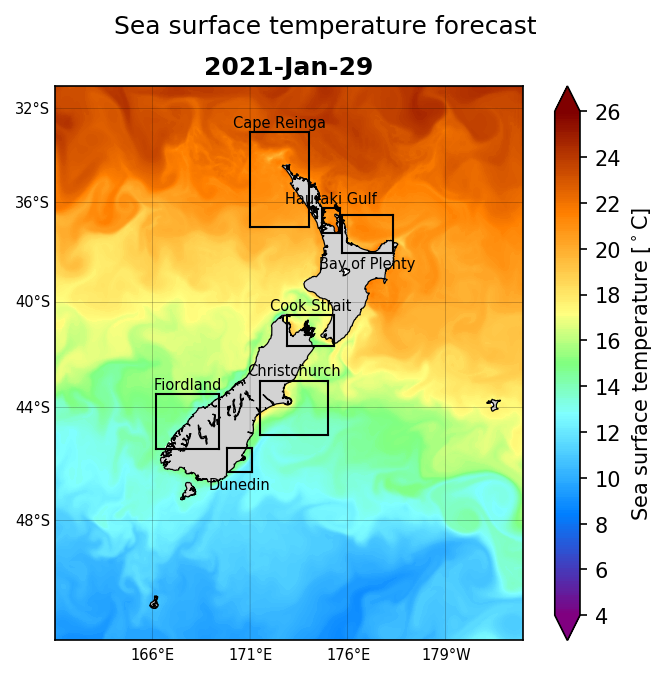 Sea surface temperature forecast
2021-Jan-29
32°S
36°S
40°S
44°S
48°S
166°E
171°E
176°E
179°W
Cape Reinga
Hauraki Gulf
Bay of Plenty
Cook Strait
Christchurch
Fiordland
Dunedin
26
24
22
20
18
16
14
12
10
8
6
4
Sea surface temperature [°C]